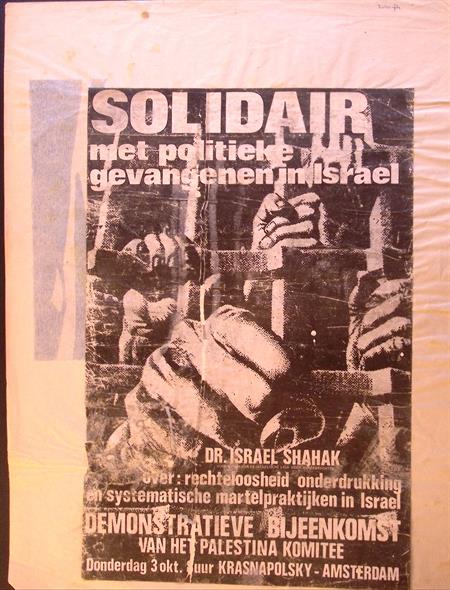 SOLIDAIR
met politieke
gevangenen in Israel
DR. ISRAEL SHAHAK
over: rechteloosheid onderdrukking
en systematische martelpraktijken in Israel
DEMONSTRATIEVE BIJEENKOMST
VAN HET PALESTINA KOMITEE
Donderdag 3 okt. uur KRASNAPOLSKY - AMSTERDAM